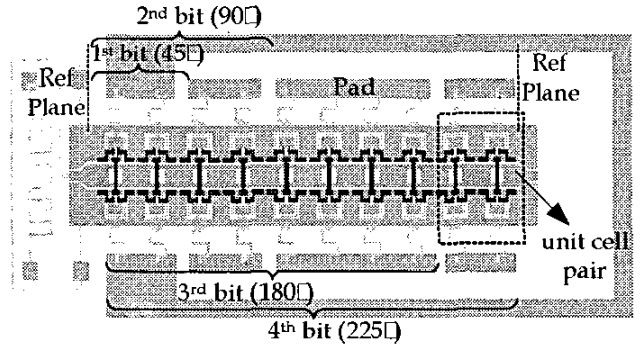 2nd bit (90□)
1st bit (45□)
Ref
Plane
Pad
Ref
Plane
unit cell
pair
3rd bit (180□)
4th bit (225□)